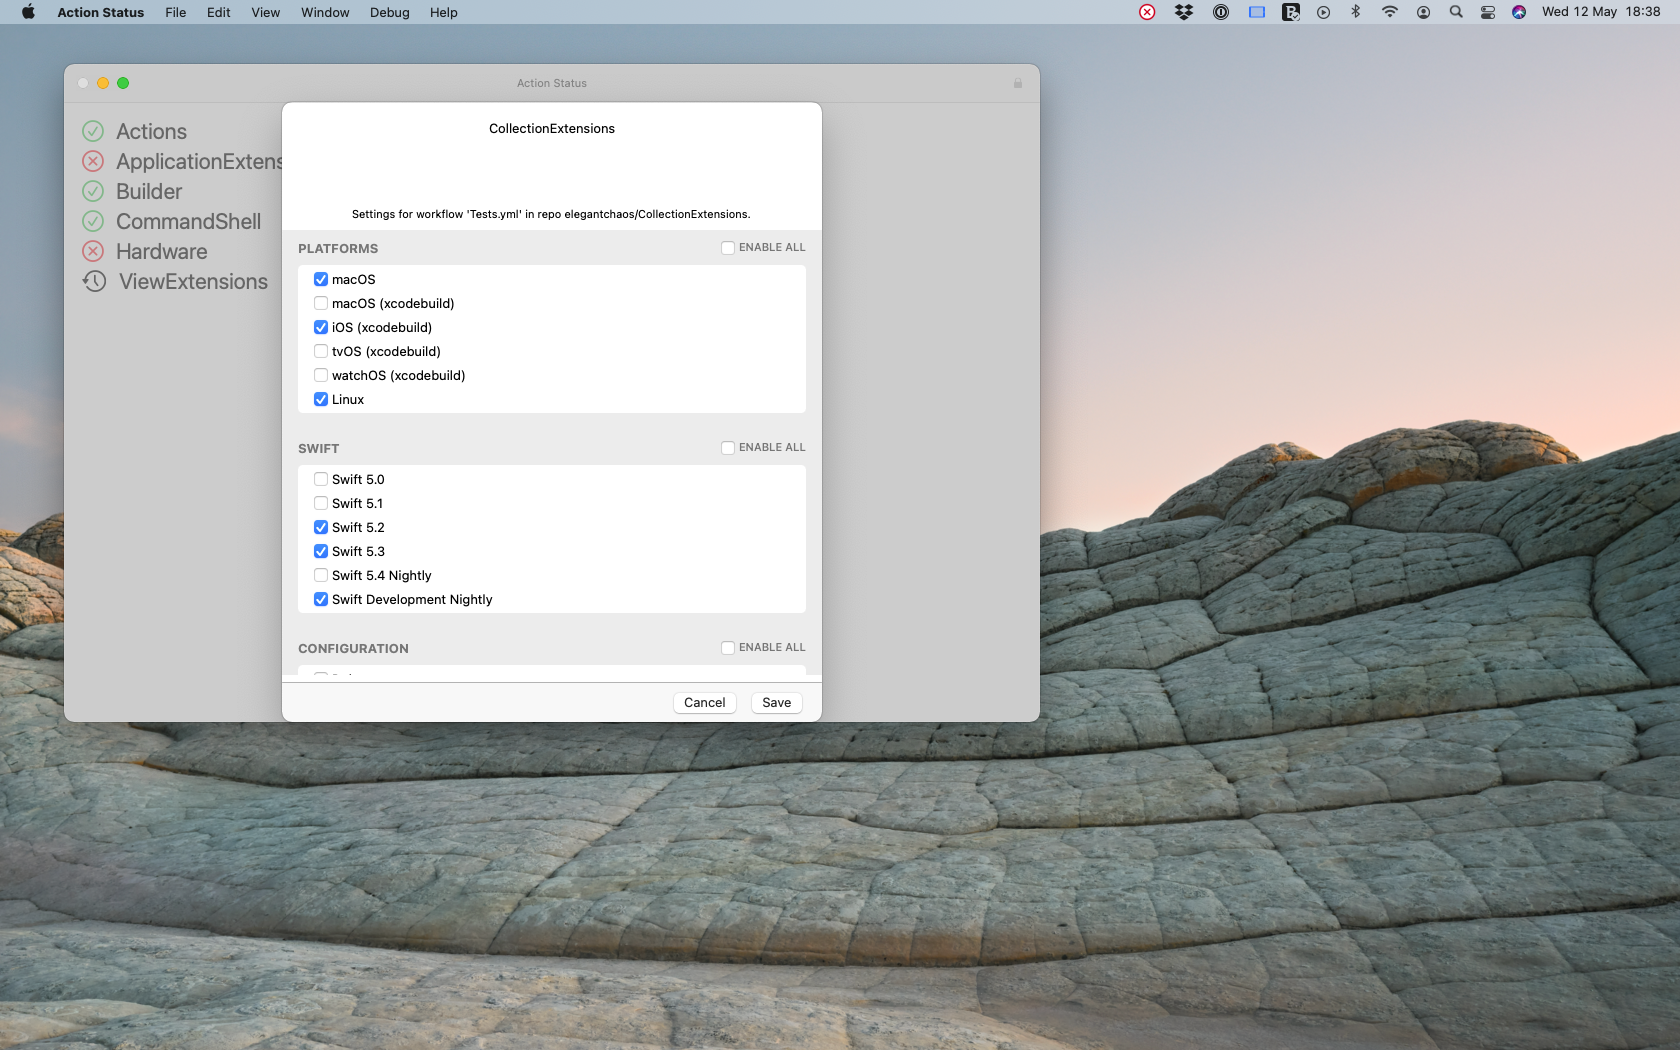 Action Status File Edit View Window Debug Help Wed 12 May 18:38
Action Status
Actions
ApplicationExtens
Builder
CommandShell
Hardware
ViewExtensions
CollectionExtensions
Settings for workflow 'Tests.yml' in repo elegantchaos/CollectionExtensions.
PLATFORMS ENABLE ALL
macOS
macOS (xcodebuild)
iOS (xcodebuild)
tvOS (xcodebuild)
watchOS (xcodebuild)
Linux
SWIFT ENABLE ALL
Swift 5.0
Swift 5.1
Swift 5.2
Swift 5.3
Swift 5.4 Nightly
Swift Development Nightly
CONFIGURATION ENABLE ALL
Cancel Save